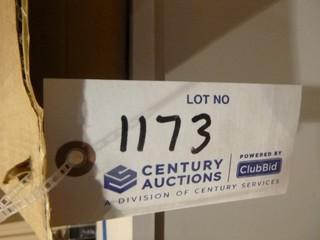 LOT NO
1173
CENTURY AUCTIONS
POWERED BY
ClubBid
A DIVISION OF CENTURY SERVICES